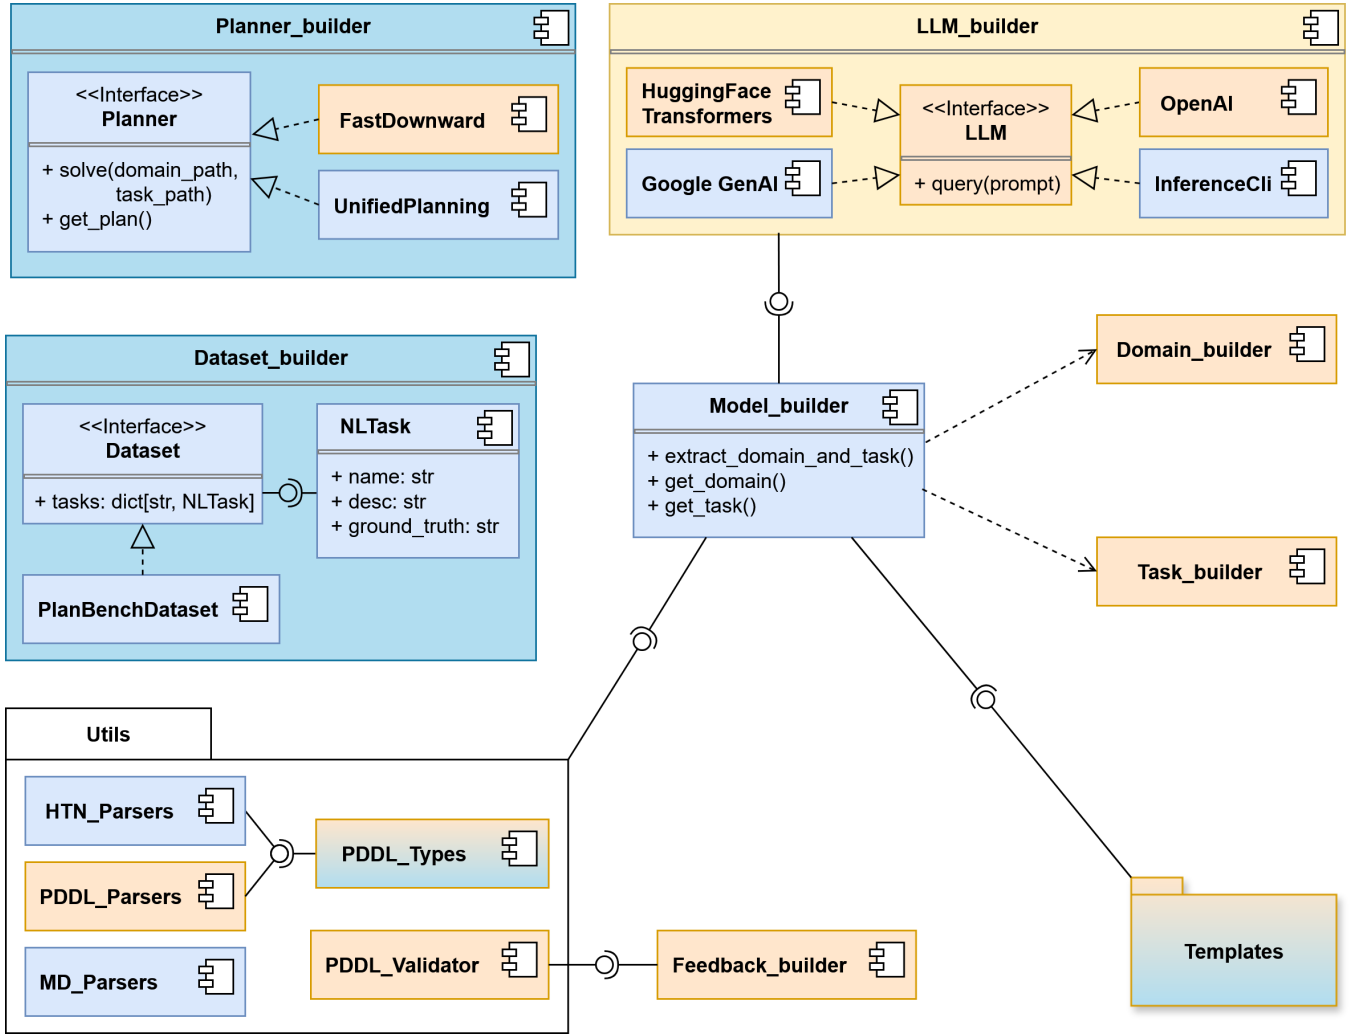 Planner_builder
<<Interface>>
Planner
+ solve(domain_path,
task_path)
+ get_plan()
FastDownward
UnifiedPlanning
LLM_builder
HuggingFace
Transformers
Google GenAI
<<Interface>>
LLM
+ query(prompt)
OpenAI
InferenceCli
Dataset_builder
<<Interface>>
Dataset
+ tasks: dict[str, NLTask]
NLTask
+ name: str
+ desc: str
+ ground_truth: str
PlanBenchDataset
Model_builder
+ extract_domain_and_task()
+ get_domain()
+ get_task()
Domain_builder
Task_builder
Utils
HTN_Parsers
PDDL_Parsers
MD_Parsers
PDDL_Types
PDDL_Validator
Feedback_builder
Templates